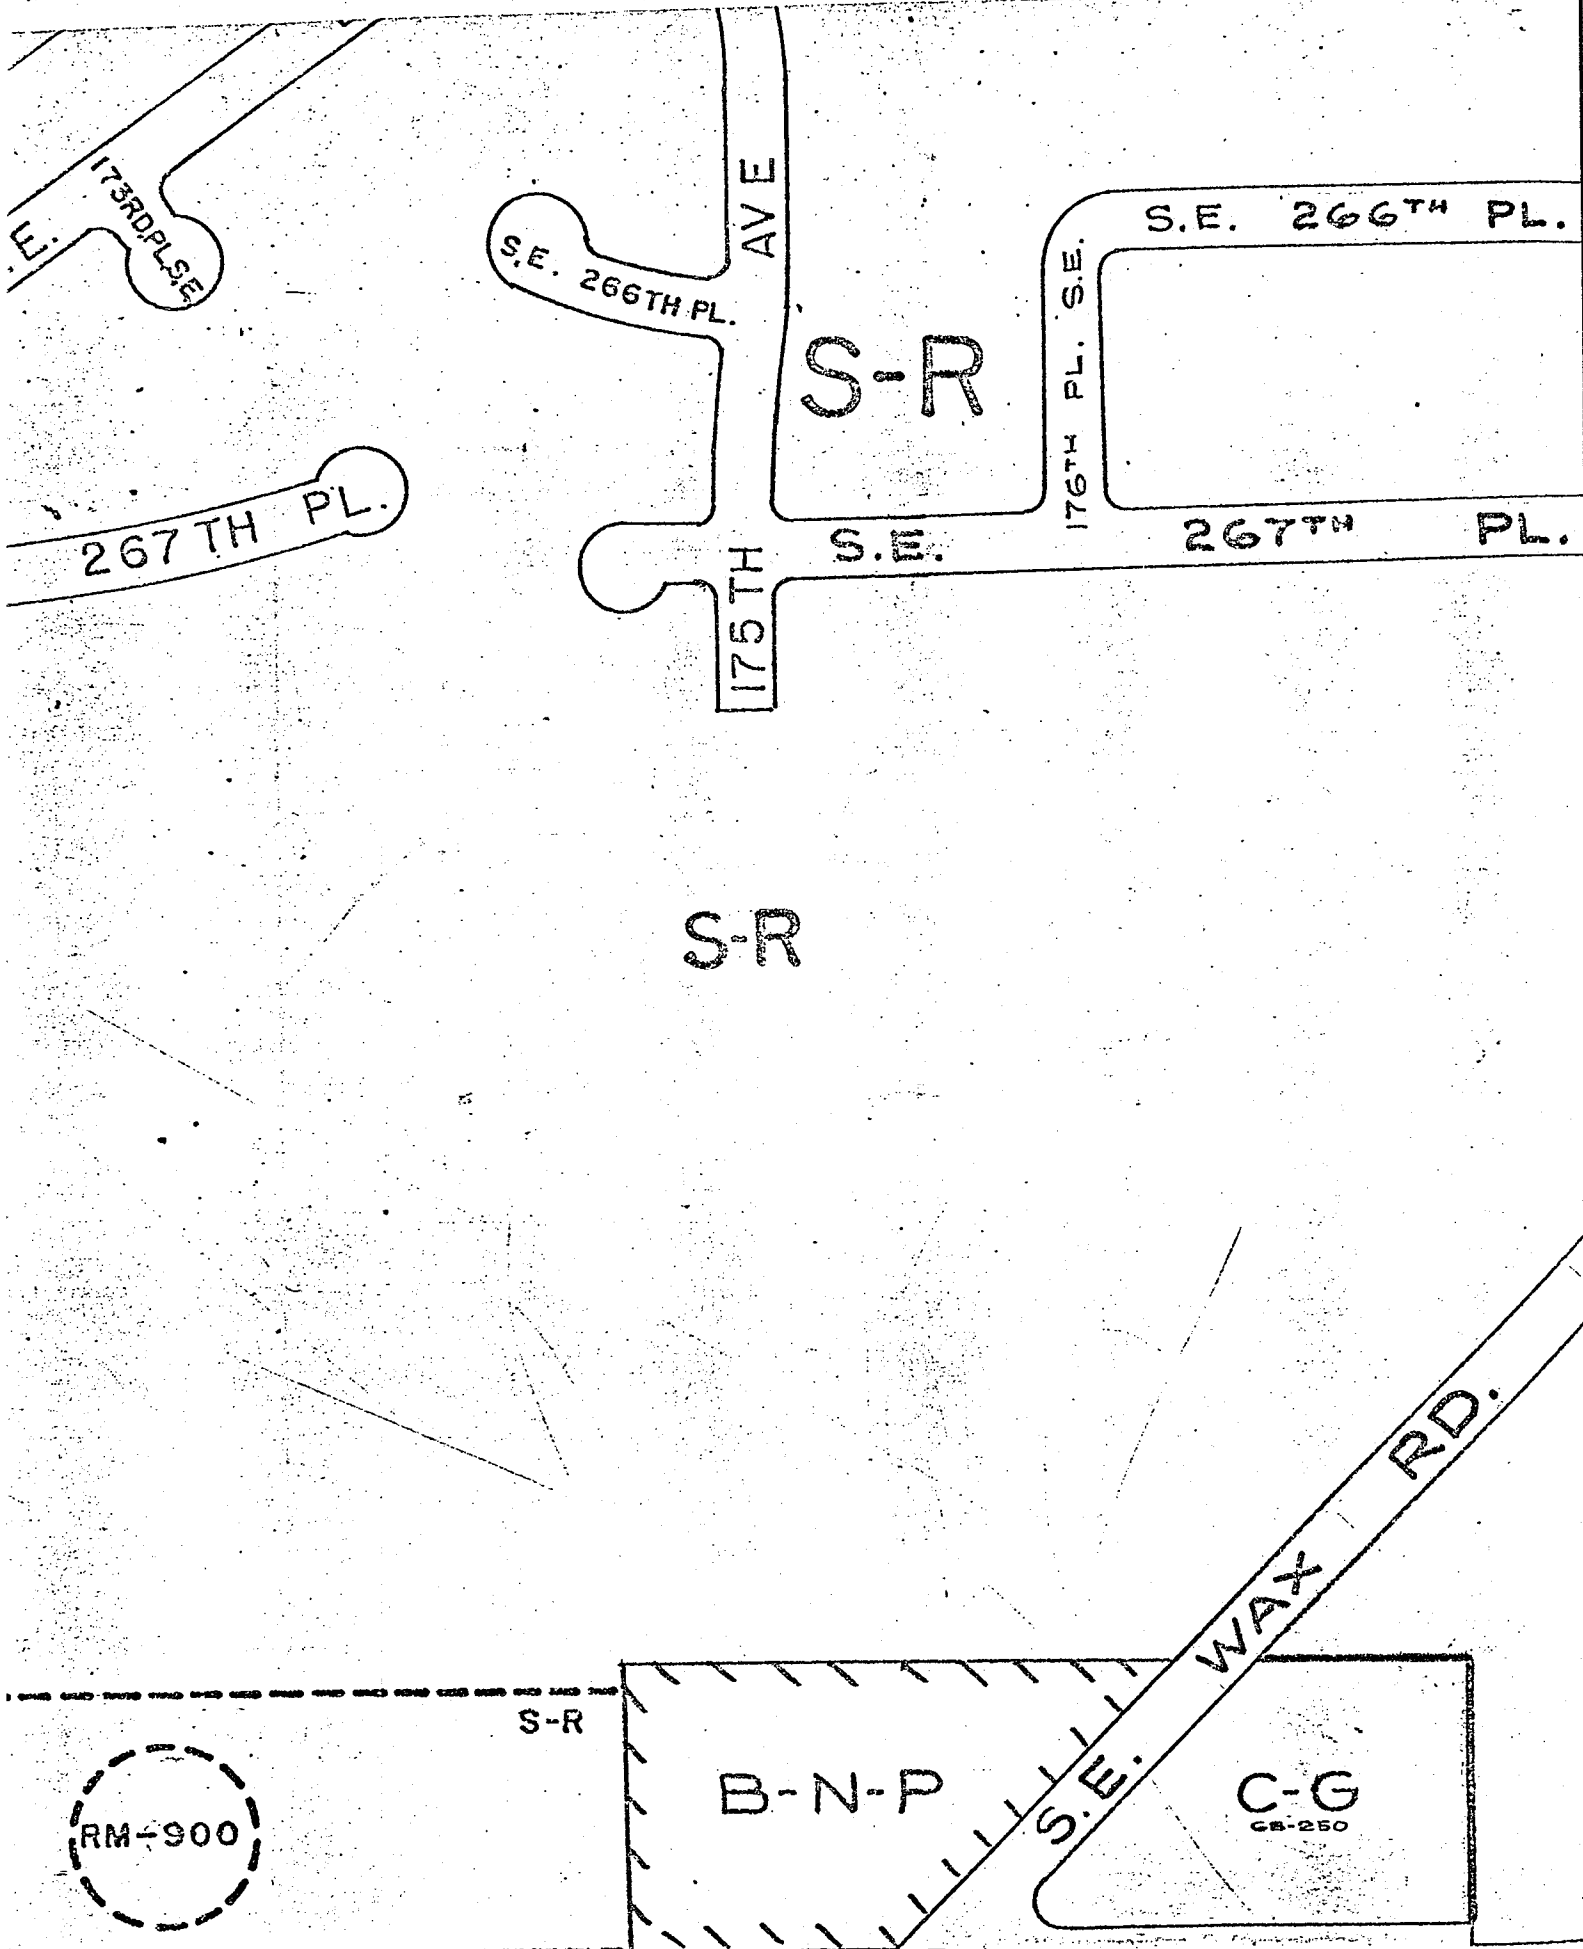 173RD.PL.S.E.
.E.
AVE
S.E. 266TH PL.
S.E. 266TH PL.
176TH PL. S.E.
S-R
267TH PL.
S.E. 267TH PL.
175TH
S-R
S.E. WAX RD.
S-R
B-N-P
C-G
GB-250
RM-900